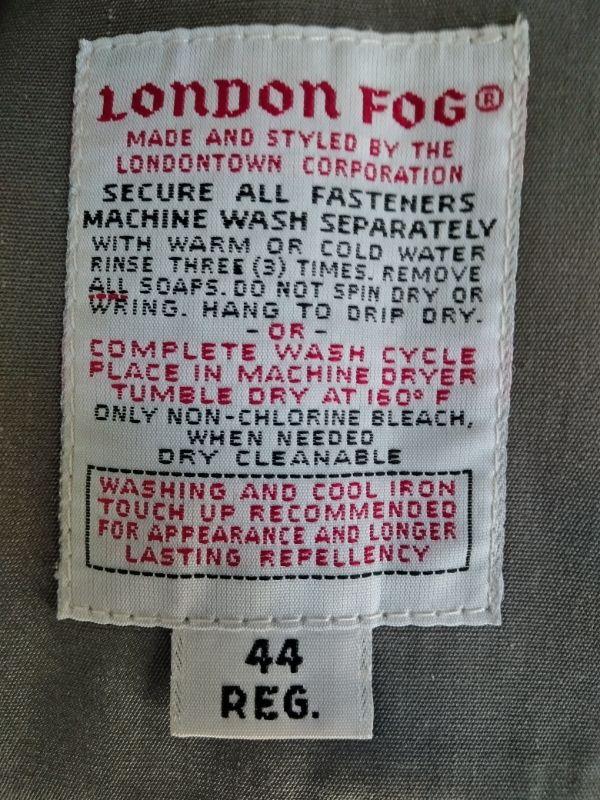 LONDON FOG®
MADE AND STYLED BY THE
LONDONTOWN CORPORATION
SECURE ALL FASTENERS
MACHINE WASH SEPARATELY
WITH WARM OR COLD WATER
RINSE THREE (3) TIMES. REMOVE
ALL SOAPS. DO NOT SPIN DRY OR
WRING. HANG TO DRIP DRY.
- OR -
COMPLETE WASH CYCLE
PLACE IN MACHINE DRYER
TUMBLE DRY AT 160° F
ONLY NON-CHLORINE BLEACH,
WHEN NEEDED
DRY CLEANABLE
WASHING AND COOL IRON
TOUCH UP RECOMMENDED
FOR APPEARANCE AND LONGER
LASTING REPELLENCY
44
REG.